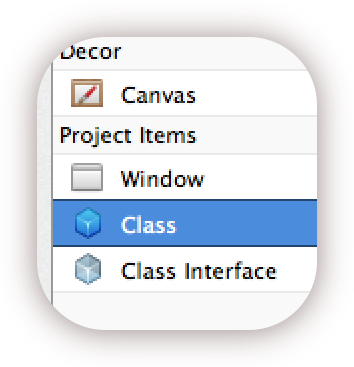 Decor
Canvas
Project Items
Window
Class
Class Interface